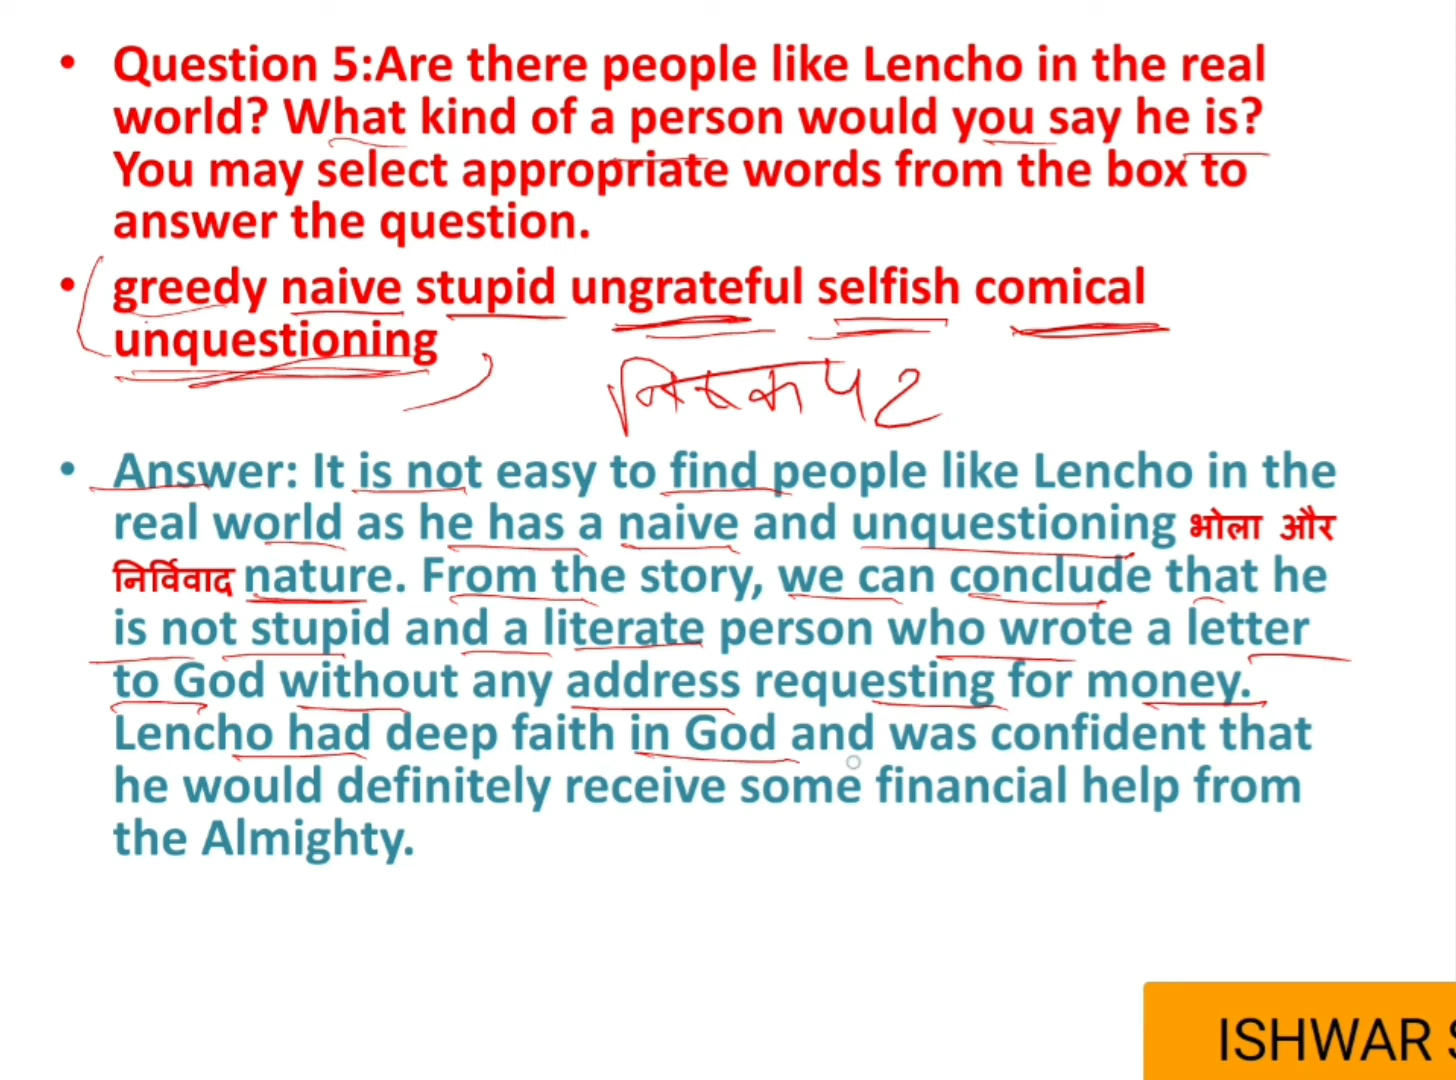 • Question 5:Are there people like Lencho in the real
world? What kind of a person would you say he is?
You may select appropriate words from the box to
answer the question.
• greedy naive stupid ungrateful selfish comical
unquestioning
• Answer: It is not easy to find people like Lencho in the
real world as he has a naive and unquestioning भोला और
निर्विवाद nature. From the story, we can conclude that he
is not stupid and a literate person who wrote a letter
to God without any address requesting for money.
Lencho had deep faith in God and was confident that
he would definitely receive some financial help from
the Almighty.
ISHWAR